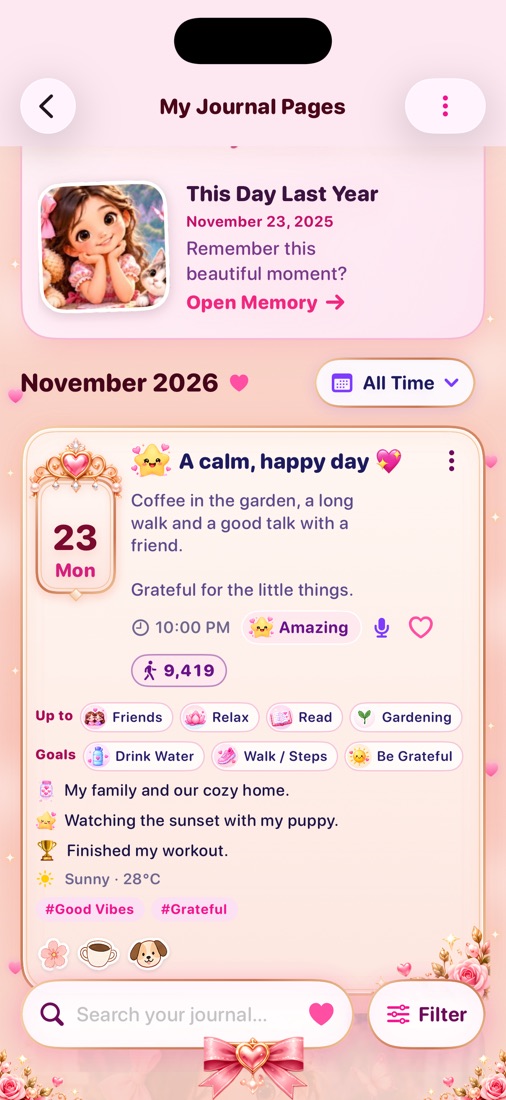 My Journal Pages
This Day Last Year
November 23, 2025
Remember this
beautiful moment?
Open Memory →
November 2026
All Time
A calm, happy day
23
Mon
Coffee in the garden, a long
walk and a good talk with a
friend.
Grateful for the little things.
10:00 PM Amazing
9,419
Up to Friends Relax Read Gardening
Goals Drink Water Walk / Steps Be Grateful
My family and our cozy home.
Watching the sunset with my puppy.
Finished my workout.
Sunny · 28°C
#Good Vibes #Grateful
Search your journal... Filter